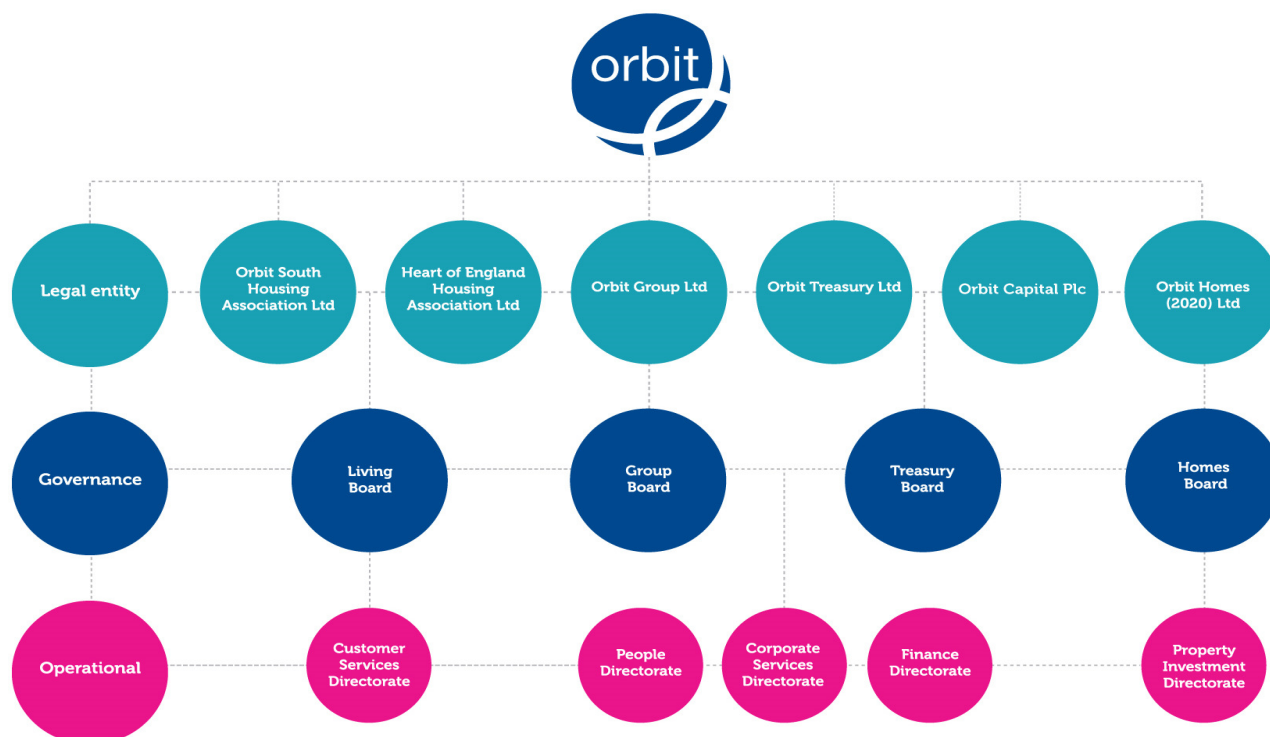 orbit
Legal entity
Orbit South
Housing
Association Ltd
Heart of England
Housing
Association Ltd
Orbit Group Ltd
Orbit Treasury Ltd
Orbit Capital Plc
Orbit Homes
(2020) Ltd
Governance
Living
Board
Group
Board
Treasury
Board
Homes
Board
Operational
Customer
Services
Directorate
People
Directorate
Corporate
Services
Directorate
Finance
Directorate
Property
Investment
Directorate